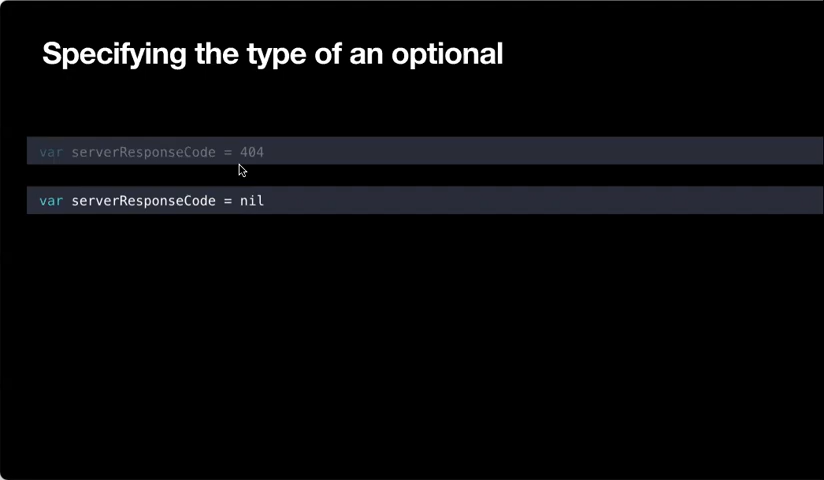 Specifying the type of an optional
var serverResponseCode = 404
var serverResponseCode = nil